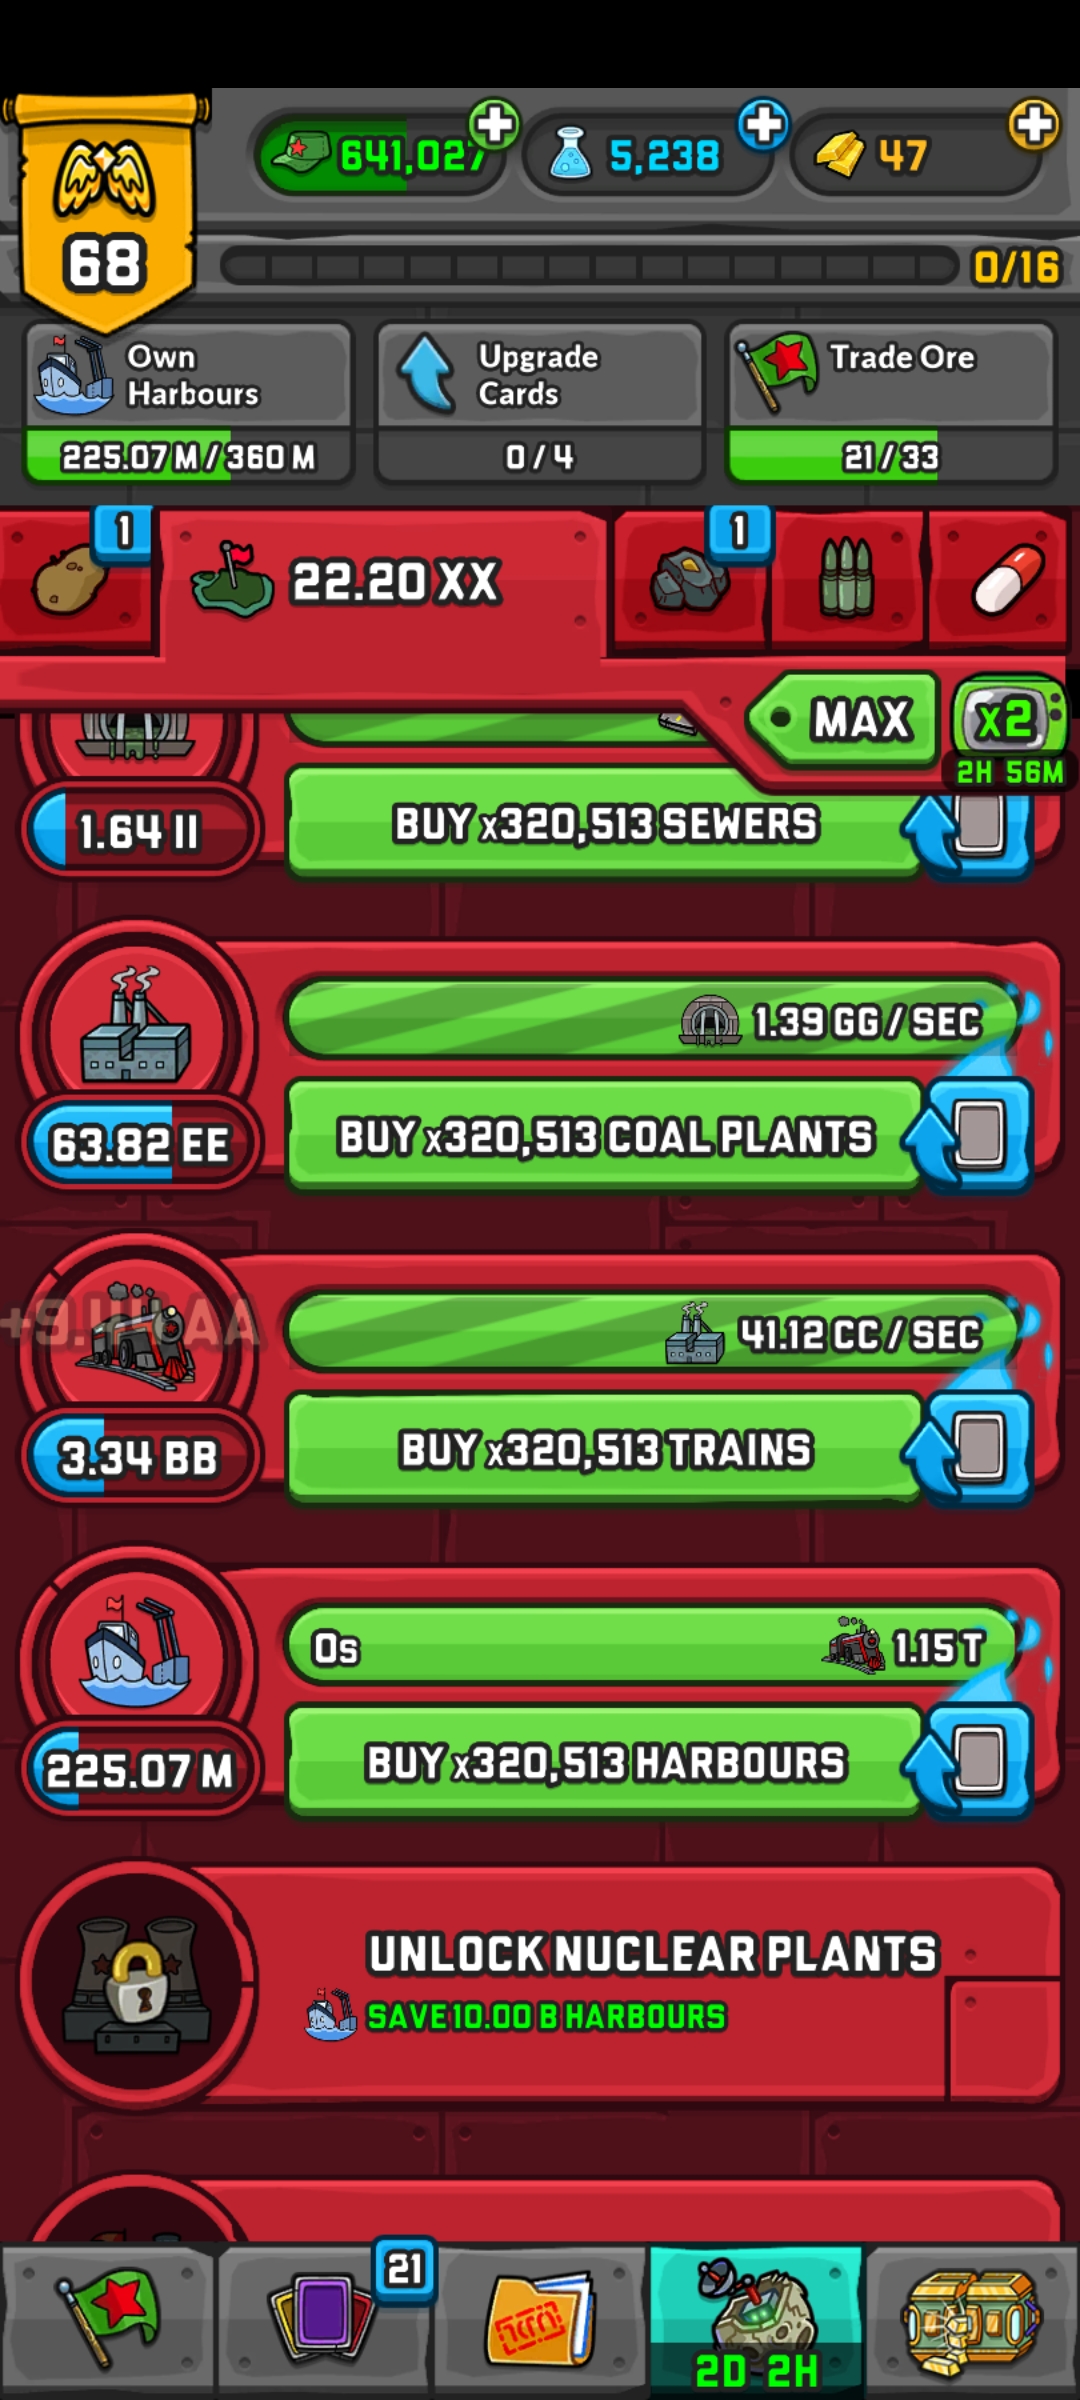 641,027
5,238
47
68
0/16
Own
Harbours
225.07 M / 360 M
Upgrade
Cards
0 / 4
Trade Ore
21 / 33
1
22.20 XX
1
MAX
x2
2H 56M
1.64 II
BUY x320,513 SEWERS
1.39 GG / SEC
63.82 EE
BUY x320,513 COAL PLANTS
41.12 CC / SEC
3.34 BB
BUY x320,513 TRAINS
0s
1.15 T
225.07 M
BUY x320,513 HARBOURS
UNLOCK NUCLEAR PLANTS
SAVE 10.00 B HARBOURS
21
2D 2H